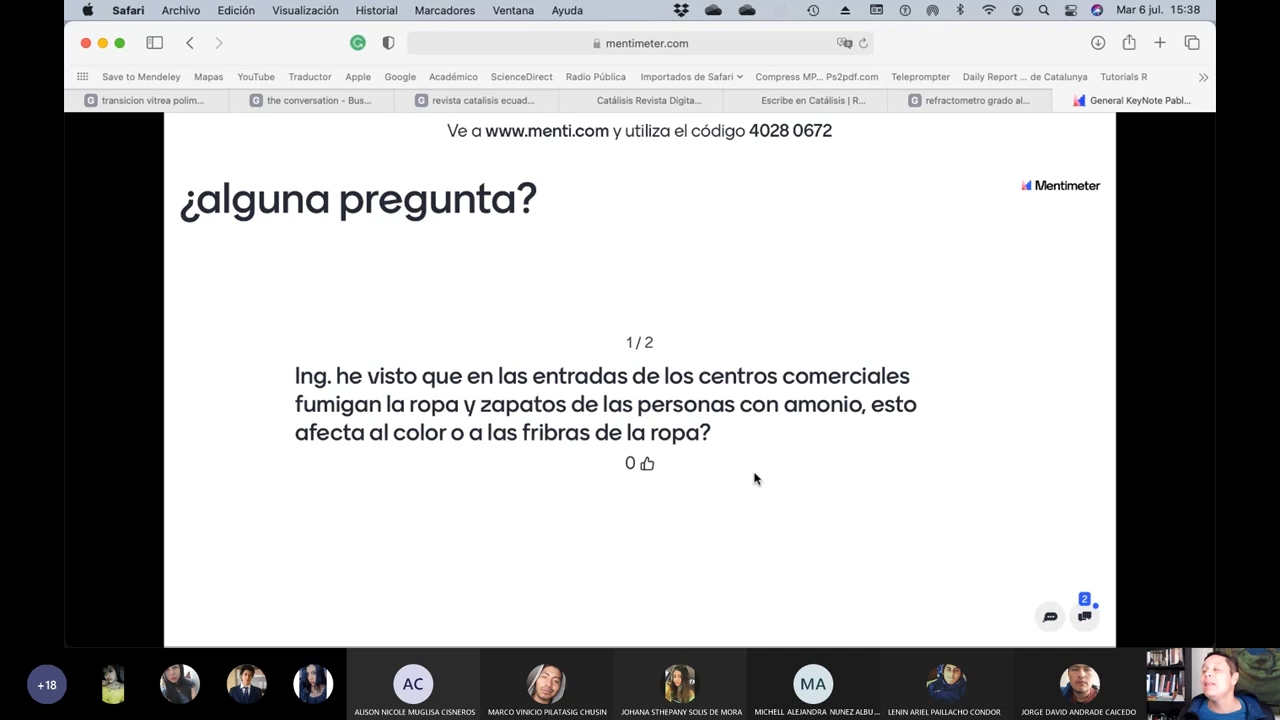 Safari Archivo Edición Visualización Historial Marcadores Ventana Ayuda Mar 6 jul. 15:38
mentimeter.com
Save to Mendeley Mapas YouTube Traductor Apple Google Académico ScienceDirect Radio Pública Importados de Safari Compress MP... Ps2pdf.com Teleprompter Daily Report ... de Catalunya Tutorials R
transicion vitrea polim... the conversation - Bus... revista catalisis ecuad... Catálisis Revista Digita... Escribe en Catálisis | R... refractometro grado al... General KeyNote Pabl...
Ve a www.menti.com y utiliza el código 4028 0672
¿alguna pregunta?
Mentimeter
1 / 2
Ing. he visto que en las entradas de los centros comerciales
fumigan la ropa y zapatos de las personas con amonio, esto
afecta al color o a las fribras de la ropa?
0
2
+18
AC
MA
ALISON NICOLE MUGLISA CISNEROS MARCO VINICIO PILATASIG CHUSIN JOHANA STHEPANY SOLIS DE MORA MICHELL ALEJANDRA NUNEZ ALBU... LENIN ARIEL PAILLACHO CONDOR JORGE DAVID ANDRADE CAICEDO